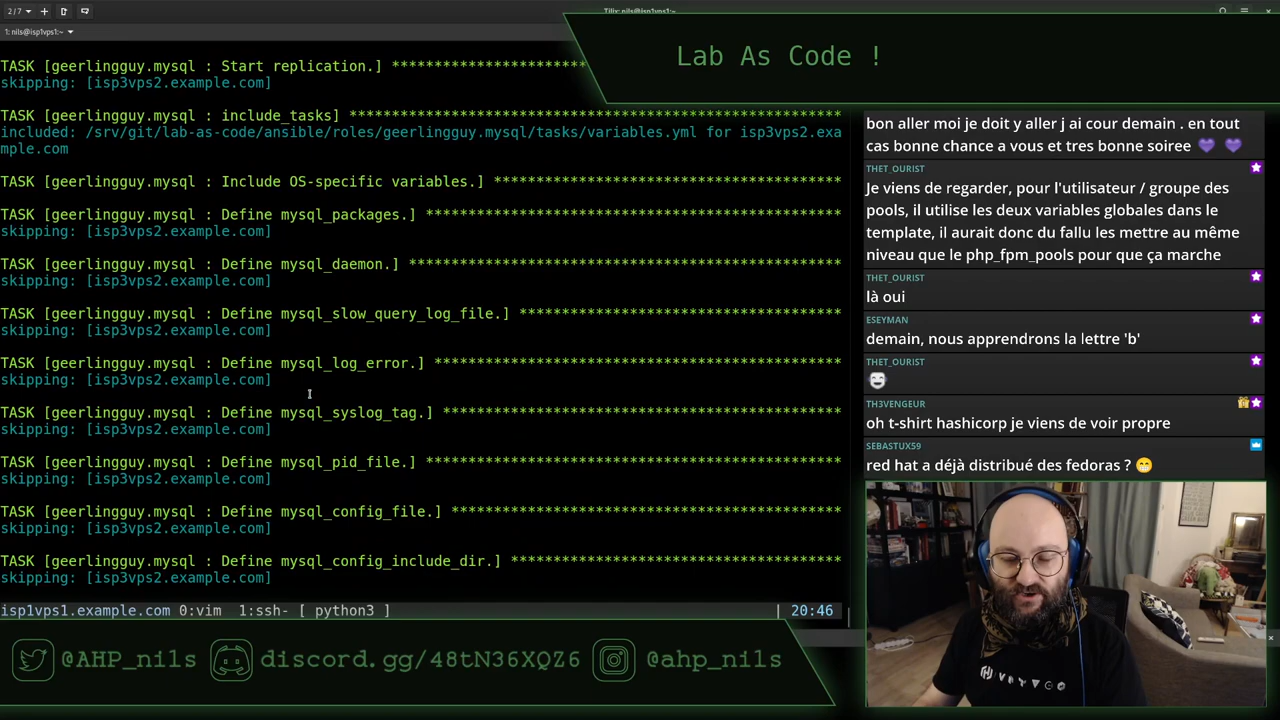 2/7
Tilix: nils@isp1vps1:~
1: nils@isp1vps1:~
Lab As Code !
TASK [geerlingguy.mysql : Start replication.] *****************************
skipping: [isp3vps2.example.com]
TASK [geerlingguy.mysql : include_tasks] **********************************************************
included: /srv/git/lab-as-code/ansible/roles/geerlingguy.mysql/tasks/variables.yml for isp3vps2.exa
mple.com
TASK [geerlingguy.mysql : Include OS-specific variables.] *****************************************
TASK [geerlingguy.mysql : Define mysql_packages.] *************************************************
skipping: [isp3vps2.example.com]
TASK [geerlingguy.mysql : Define mysql_daemon.] ***************************************************
skipping: [isp3vps2.example.com]
TASK [geerlingguy.mysql : Define mysql_slow_query_log_file.] **************************************
skipping: [isp3vps2.example.com]
TASK [geerlingguy.mysql : Define mysql_log_error.] ************************************************
skipping: [isp3vps2.example.com]
TASK [geerlingguy.mysql : Define mysql_syslog_tag.] ***********************************************
skipping: [isp3vps2.example.com]
TASK [geerlingguy.mysql : Define mysql_pid_file.] *************************************************
skipping: [isp3vps2.example.com]
TASK [geerlingguy.mysql : Define mysql_config_file.] **********************************************
skipping: [isp3vps2.example.com]
TASK [geerlingguy.mysql : Define mysql_config_include_dir.] ***************************************
skipping: [isp3vps2.example.com]
isp1vps1.example.com 0:vim 1:ssh- [ python3 ] | 20:46
bon aller moi je doit y aller j ai cour demain . en tout
cas bonne chance a vous et tres bonne soiree 💜 💜
THET_OURIST
Je viens de regarder, pour l'utilisateur / groupe des
pools, il utilise les deux variables globales dans le
template, il aurait donc du fallu les mettre au même
niveau que le php_fpm_pools pour que ça marche
THET_OURIST
là oui
ESEYMAN
demain, nous apprendrons la lettre 'b'
THET_OURIST
TH3VENGEUR
oh t-shirt hashicorp je viens de voir propre
SEBASTUX59
red hat a déjà distribué des fedoras ? 😁
@AHP_nils discord.gg/48tN36XQZ6 @ahp_nils